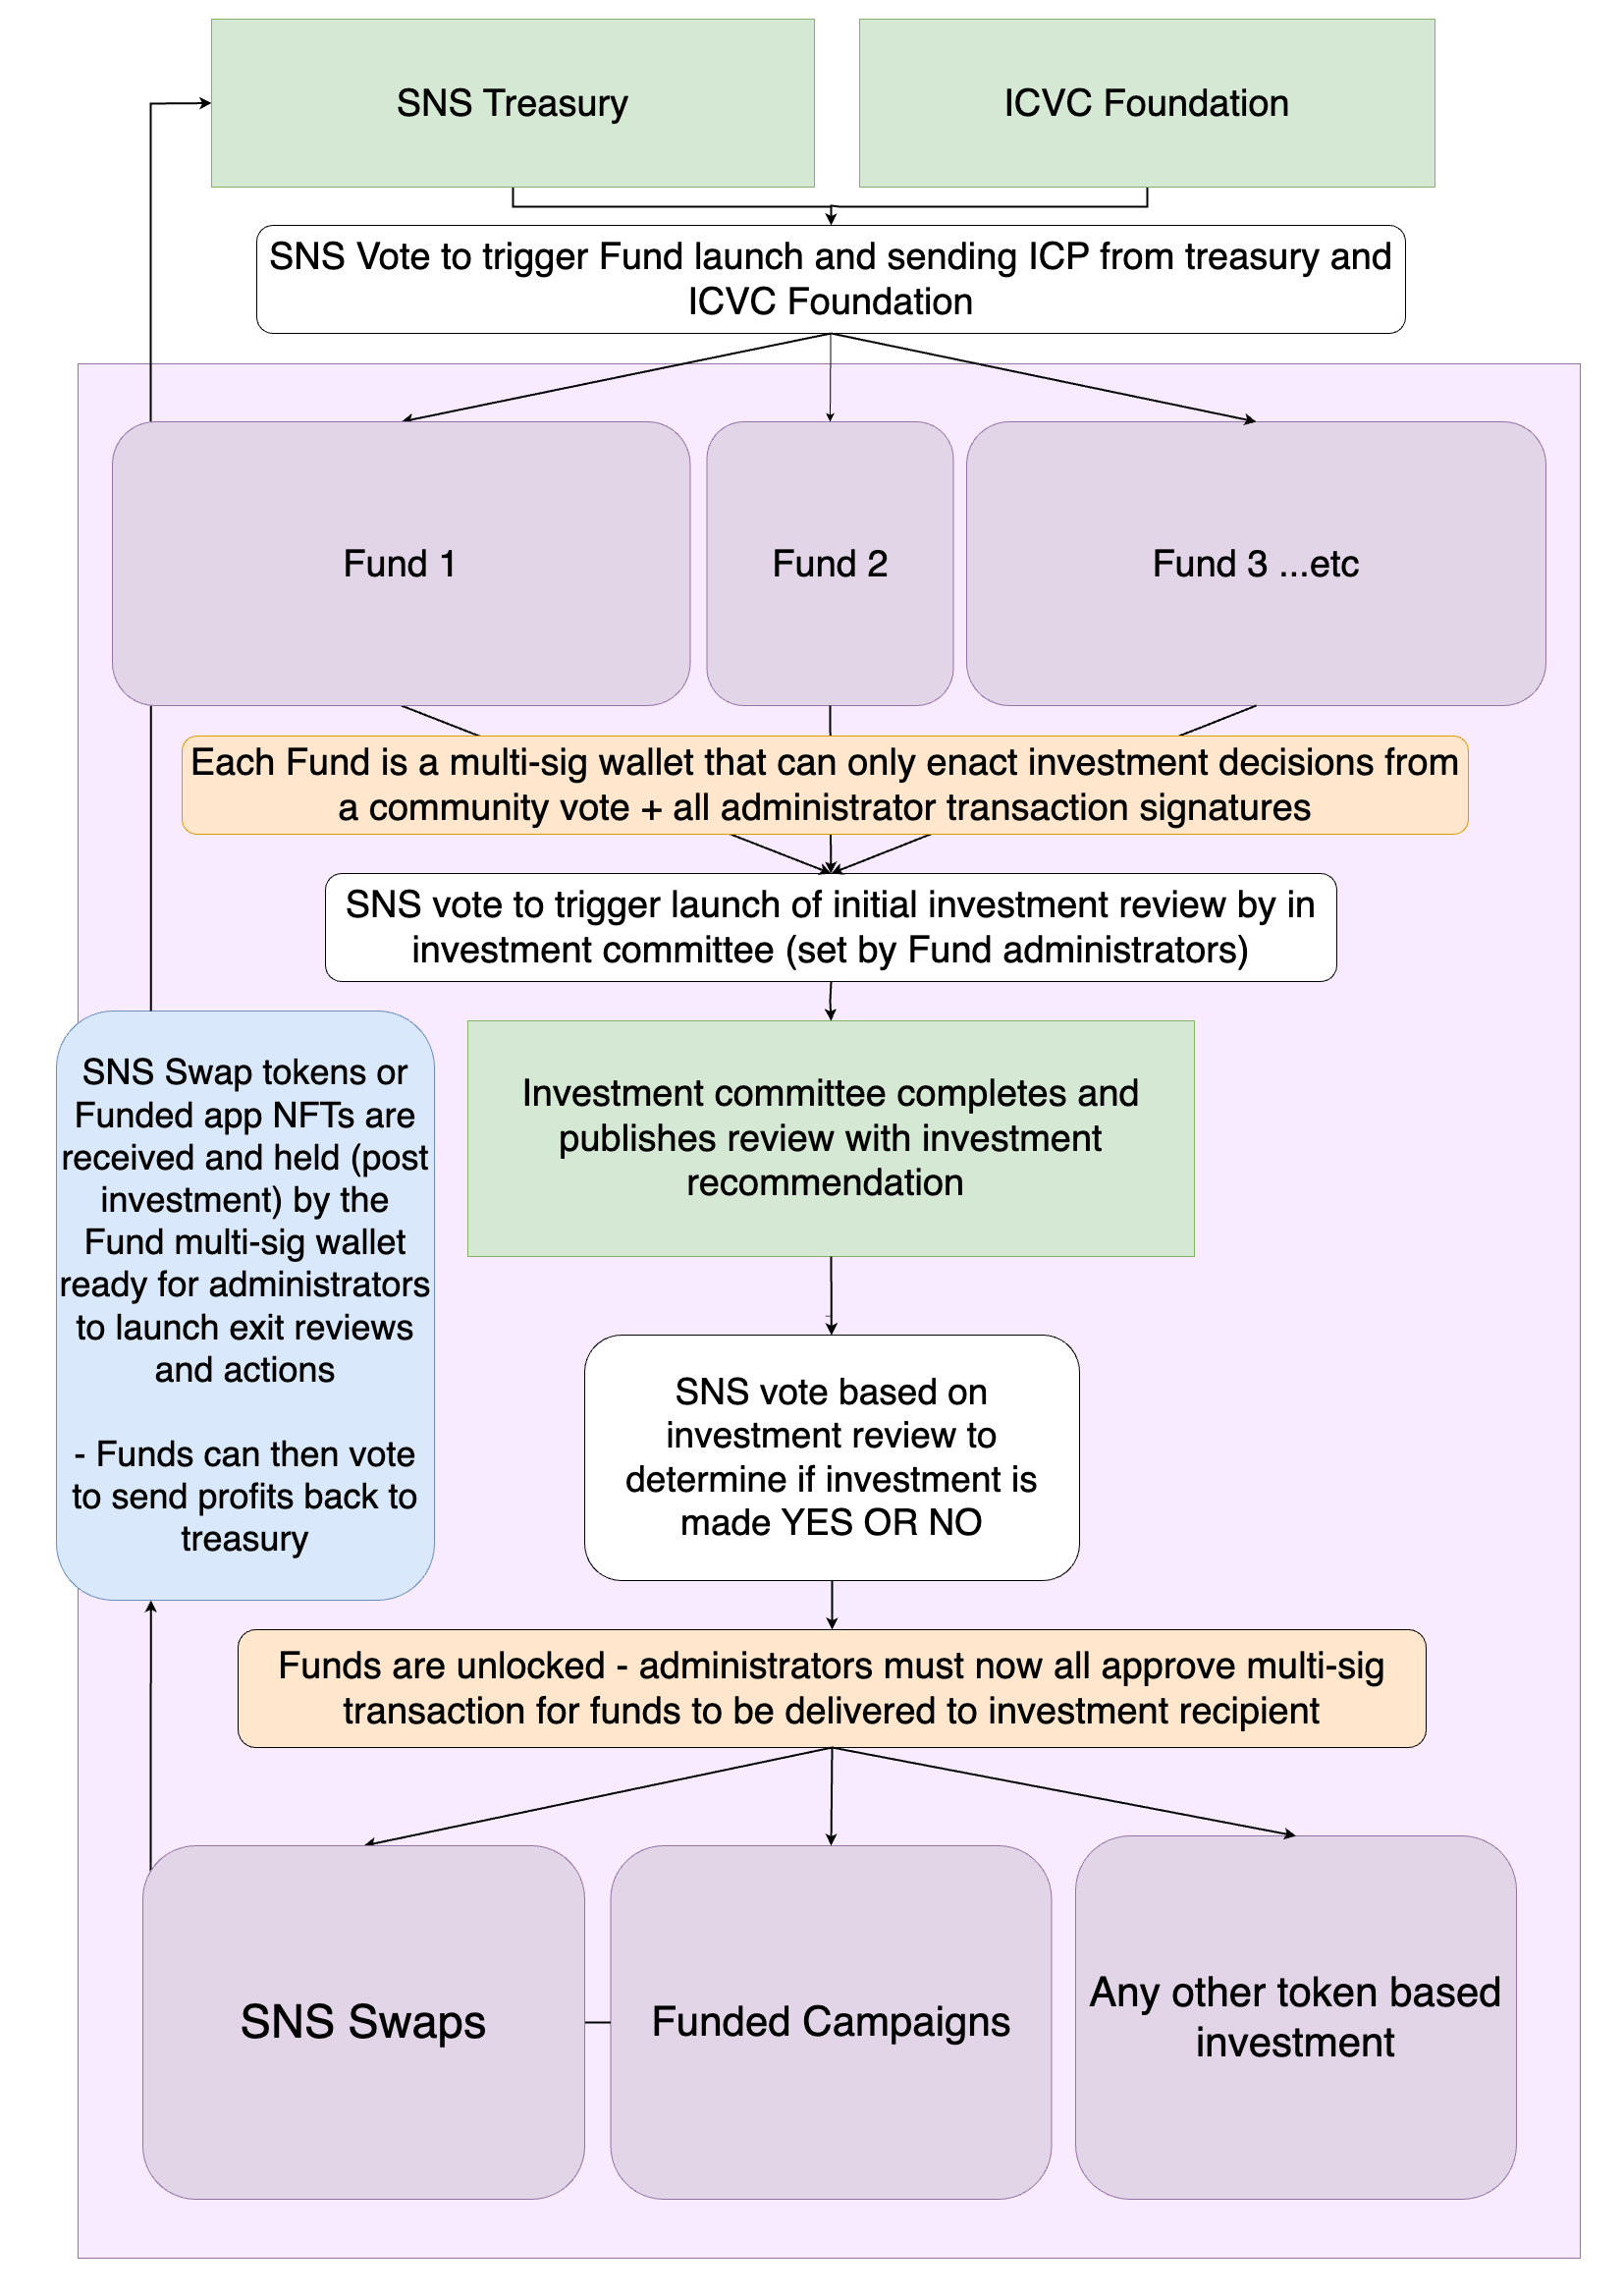 SNS Treasury
ICVC Foundation
SNS Vote to trigger Fund launch and sending ICP from treasury and
ICVC Foundation
Fund 1
Fund 2
Fund 3 ...etc
Each Fund is a multi-sig wallet that can only enact investment decisions from
a community vote + all administrator transaction signatures
SNS vote to trigger launch of initial investment review by in
investment committee (set by Fund administrators)
SNS Swap tokens or
Funded app NFTs are
received and held (post
investment) by the
Fund multi-sig wallet
ready for administrators
to launch exit reviews
and actions
- Funds can then vote
to send profits back to
treasury
Investment committee completes and
publishes review with investment
recommendation
SNS vote based on
investment review to
determine if investment is
made YES OR NO
Funds are unlocked - administrators must now all approve multi-sig
transaction for funds to be delivered to investment recipient
SNS Swaps
Funded Campaigns
Any other token based
investment